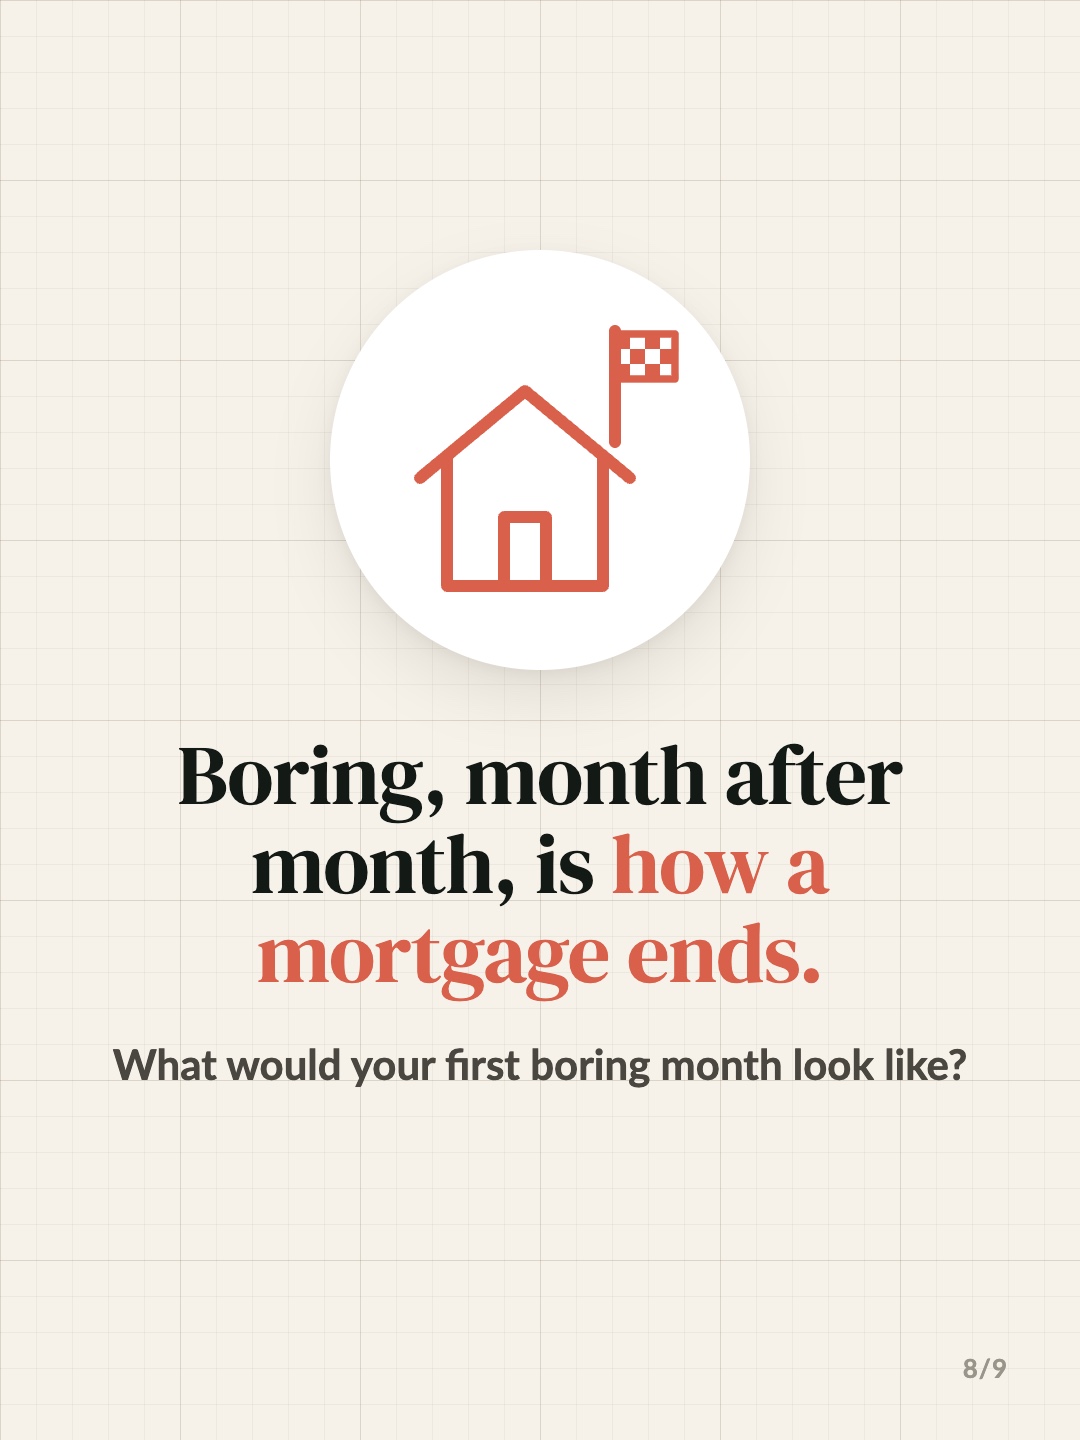 Boring, month after
month, is how a
mortgage ends.
What would your first boring month look like?
8/9